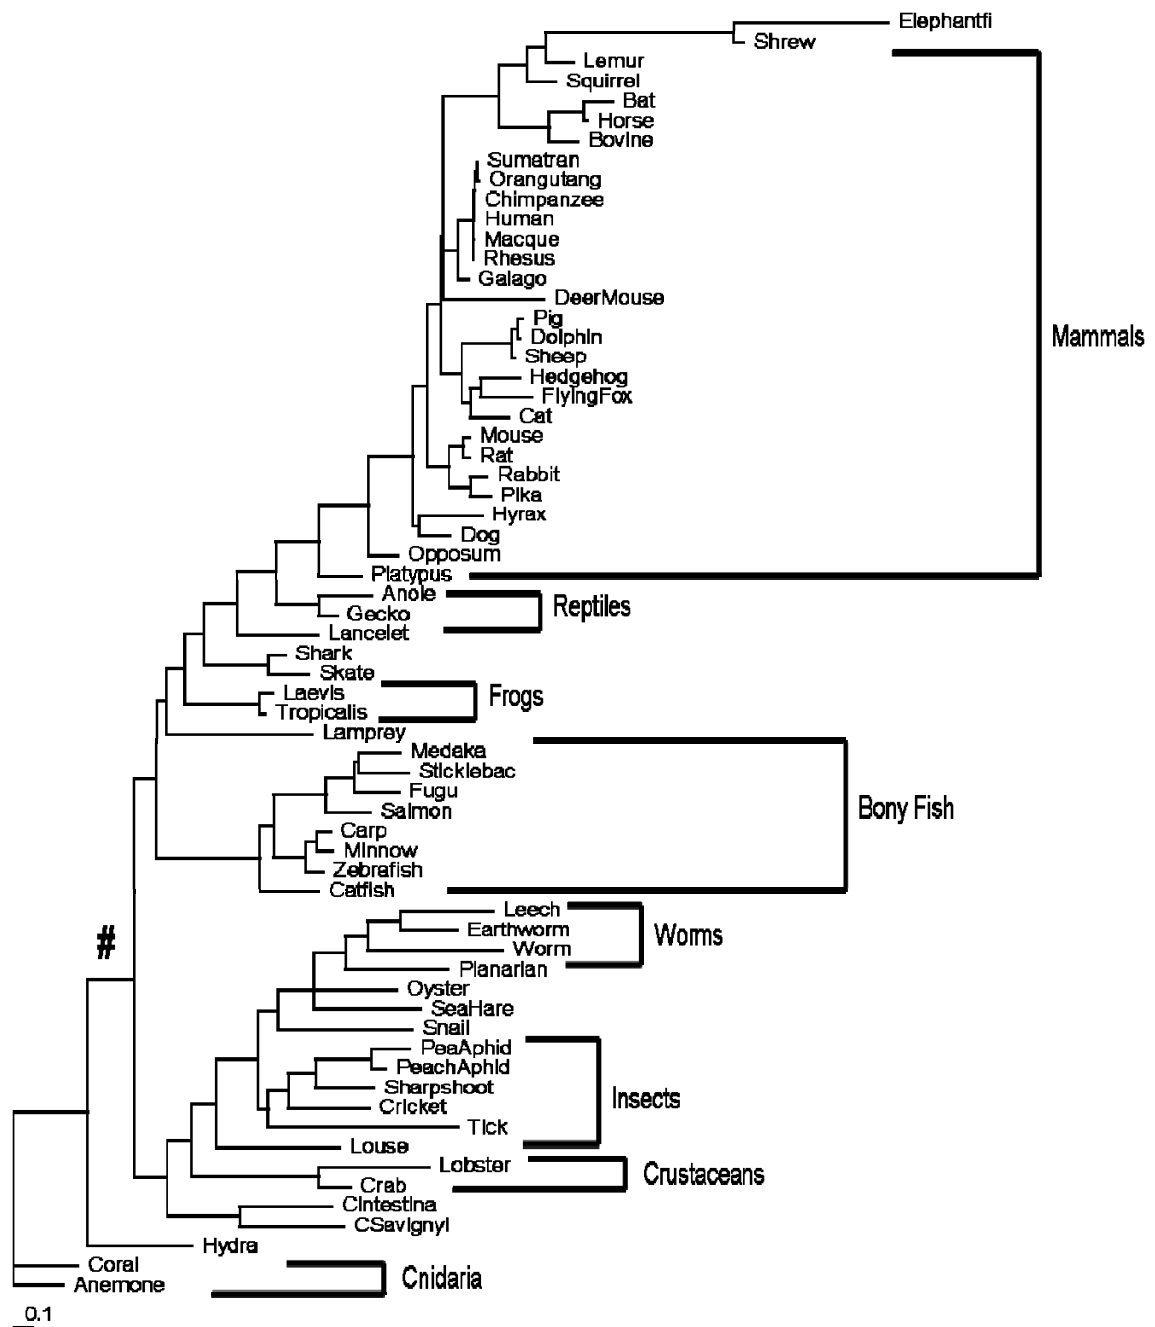 Elephantfi
Shrew
Lemur
Squirrel
Bat
Horse
Bovine
Sumatran
Orangutang
Chimpanzee
Human
Macque
Rhesus
Galago
DeerMouse
Pig
Mammals
Dolphin
Sheep
Hedgehog
FlyingFox
Cat
Mouse
Rat
Rabbit
Pika
Hyrax
Dog
Opposum
Platypus
Anole
Reptiles
Gecko
Lancelet
Shark
Skate
Laevis
Frogs
Tropicalis
Lamprey
Medaka
Sticklebac
Fugu
Bony Fish
Salmon
Carp
Minnow
Zebrafish
Catfish
Leech
Earthworm
#
Worms
Worm
Planarian
Oyster
SeaHare
Snail
PeaAphid
PeachAphid
Sharpshoot
Insects
Cricket
Tick
Louse
Lobster
Crustaceans
Crab
CIntestina
CSavignyi
Hydra
Coral
Cnidaria
Anemone
0.1